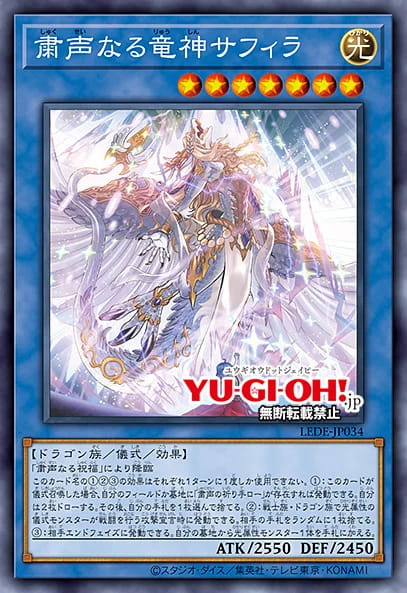 しゅく せい りゅう しん
粛声なる竜神サフィラ
ひかり
光
ユウギオウドットジェイピー
YU-GI-OH!.jp
無断転載禁止
LEDE-JP034
【ドラゴン族／儀式／効果】
「粛声なる祝福」により降臨
このカード名の①②③の効果はそれぞれ1ターンに1度しか使用できない。①：このカードが
儀式召喚した場合、自分のフィールドか墓地に「粛声の祈り手ロー」が存在すれば発動できる。自分
は2枚ドローする。その後、自分の手札を1枚選んで捨てる。②：戦士族・ドラゴン族で光属性の
儀式モンスターが戦闘を行う攻撃宣言時に発動できる。相手の手札をランダムに1枚捨てる。
③：相手エンドフェイズに発動できる。自分の墓地から光属性モンスター1体を手札に加える。
ATK/2550 DEF/2450
©スタジオ・ダイス／集英社・テレビ東京・KONAMI